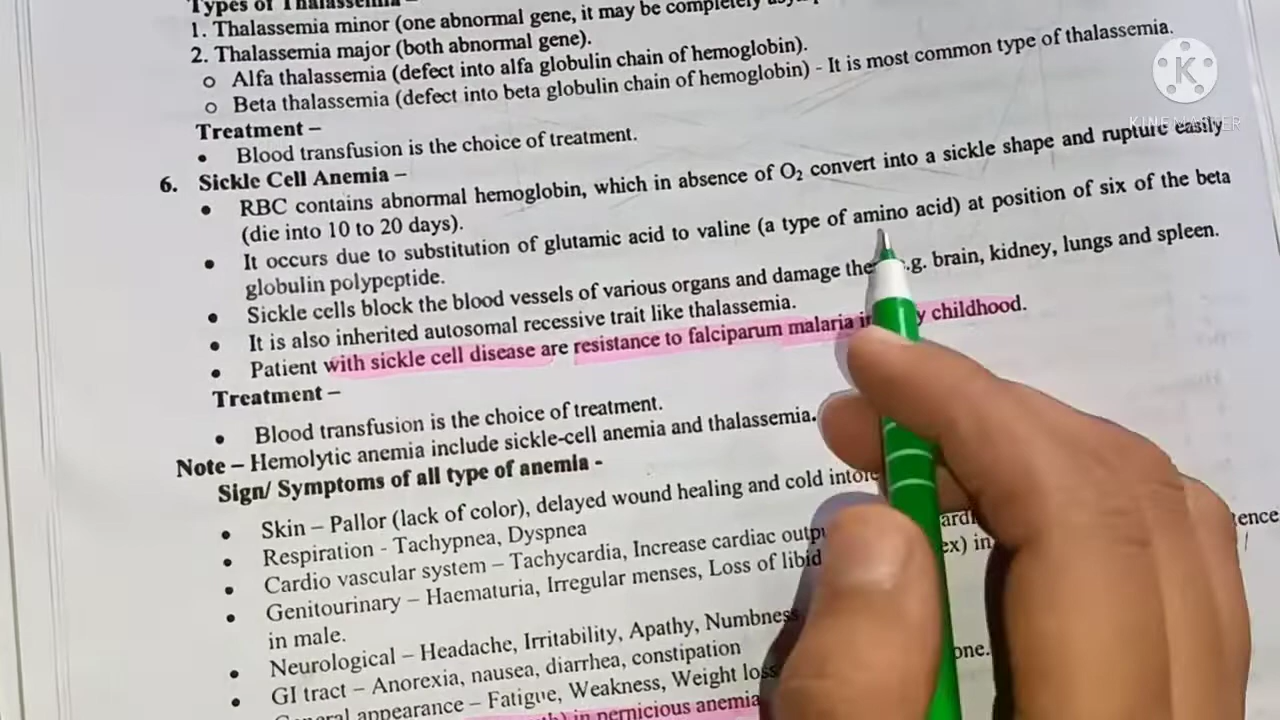 Types of Thalassemia –
1. Thalassemia minor (one abnormal gene, it may be completely
2. Thalassemia major (both abnormal gene).
o Alfa thalassemia (defect into alfa globulin chain of hemoglobin).
o Beta thalassemia (defect into beta globulin chain of hemoglobin) - It is most common type of thalassemia.
Treatment –
• Blood transfusion is the choice of treatment.
6. Sickle Cell Anemia –
• RBC contains abnormal hemoglobin, which in absence of O₂ convert into a sickle shape and rupture easily
(die into 10 to 20 days).
• It occurs due to substitution of glutamic acid to valine (a type of amino acid) at position of six of the beta
globulin polypeptide.
• Sickle cells block the blood vessels of various organs and damage brain, kidney, lungs and spleen.
• It is also inherited autosomal recessive trait like thalassemia.
• Patient with sickle cell disease are resistance to falciparum malaria childhood.
Treatment –
• Blood transfusion is the choice of treatment.
Note – Hemolytic anemia include sickle-cell anemia and thalassemia.
Sign/ Symptoms of all type of anemia -
• Skin – Pallor (lack of color), delayed wound healing and cold
• Respiration - Tachypnea, Dyspnea
• Cardio vascular system – Tachycardia, Increase cardiac
• Genitourinary – Haematuria, Irregular menses, Loss of in
in male.
• Neurological – Headache, Irritability, Apathy, Numbness
• GI tract – Anorexia, nausea, diarrhea, constipation
General appearance – Fatigue, Weakness, Weight loss
in pernicious anemia
K
KINEMASTER